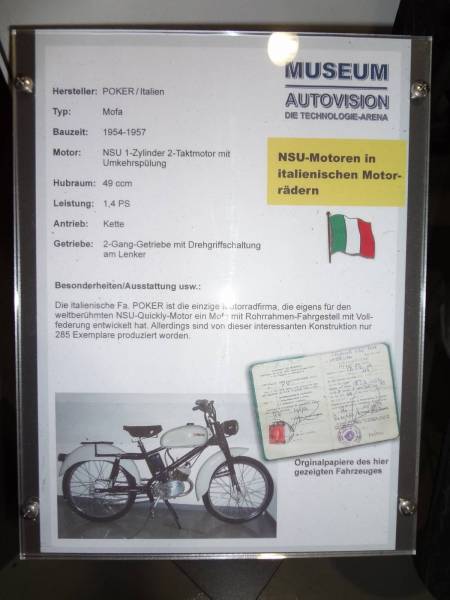 MUSEUM
AUTOVISION
DIE TECHNOLOGIE-ARENA
Hersteller: POKER / Italien
Typ: Mofa
Bauzeit: 1954-1957
Motor: NSU 1-Zylinder 2-Taktmotor mit
Umkehrspülung
Hubraum: 49 ccm
Leistung: 1,4 PS
Antrieb: Kette
Getriebe: 2-Gang-Getriebe mit Drehgriffschaltung
am Lenker
NSU-Motoren in
italienischen Motor-
rädern
Besonderheiten/Ausstattung usw.:
Die italienische Fa. POKER ist die einzige Motorradfirma, die eigens für den
weltberühmten NSU-Quickly-Motor ein Mofa mit Rohrrahmen-Fahrgestell mit Voll-
federung entwickelt hat. Allerdings sind von dieser interessanten Konstruktion nur
285 Exemplare produziert worden.
Orginalpapiere des hier
gezeigten Fahrzeuges